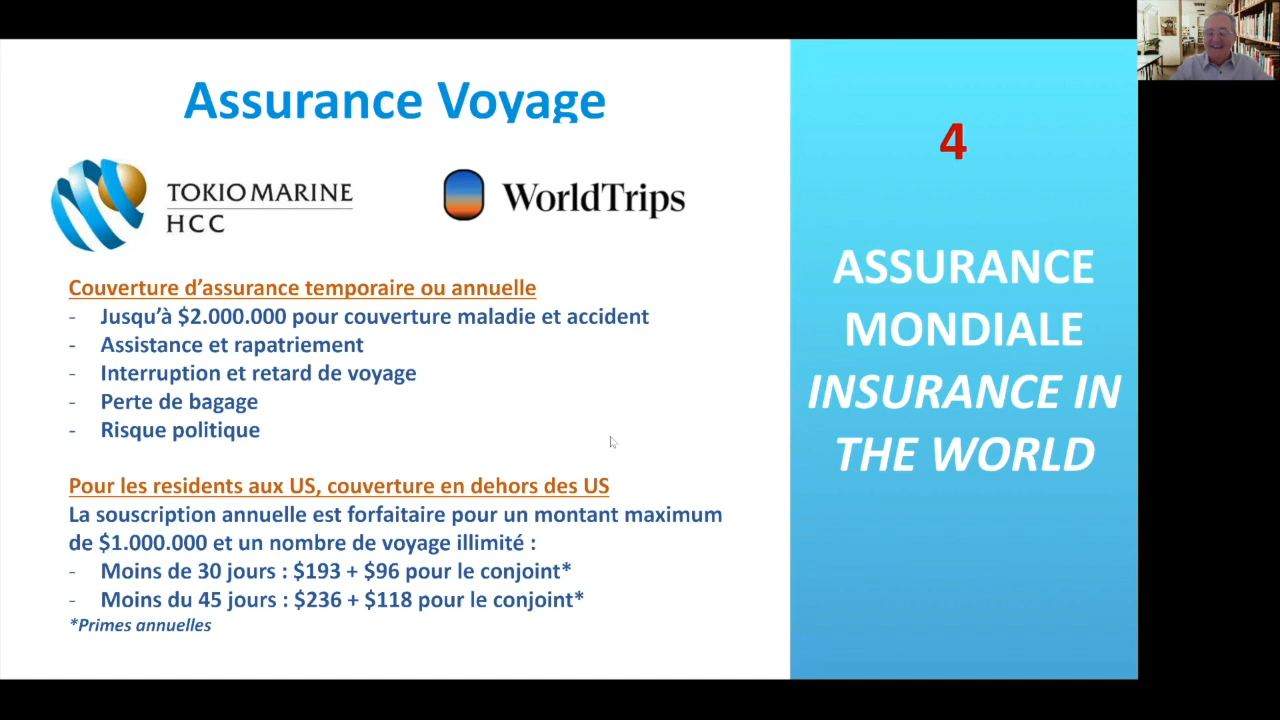 Assurance Voyage
TOKIO MARINE
HCC
WorldTrips
Couverture d’assurance temporaire ou annuelle
- Jusqu’à $2.000.000 pour couverture maladie et accident
- Assistance et rapatriement
- Interruption et retard de voyage
- Perte de bagage
- Risque politique
Pour les residents aux US, couverture en dehors des US
La souscription annuelle est forfaitaire pour un montant maximum
de $1.000.000 et un nombre de voyage illimité :
- Moins de 30 jours : $193 + $96 pour le conjoint*
- Moins du 45 jours : $236 + $118 pour le conjoint*
*Primes annuelles
4
ASSURANCE
MONDIALE
INSURANCE IN
THE WORLD